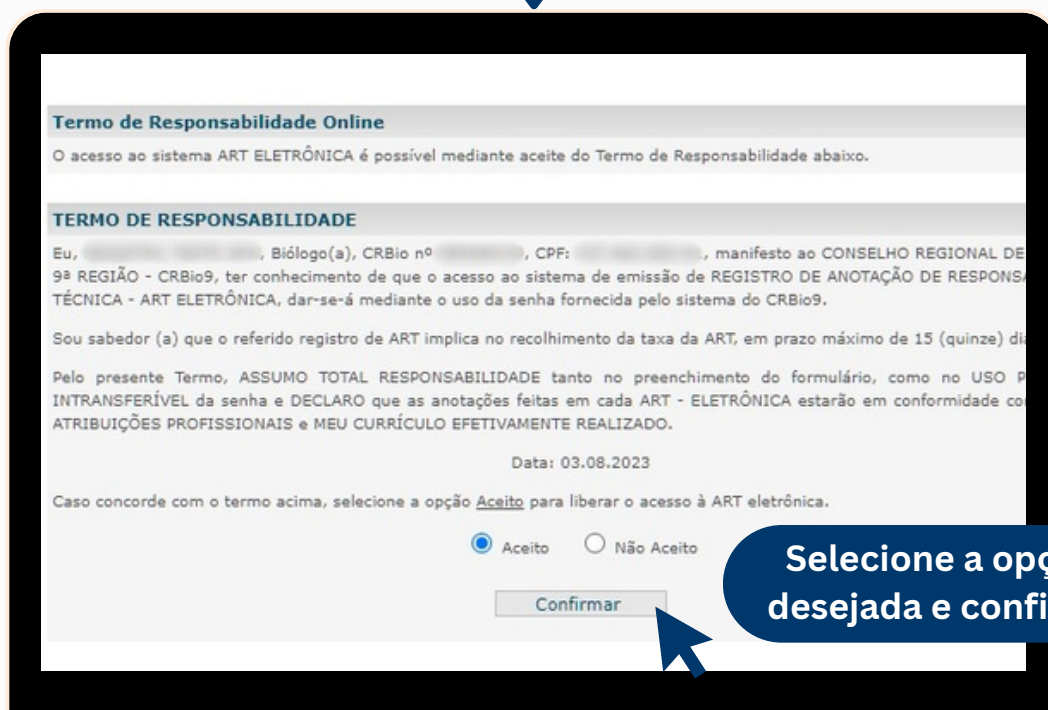 Termo de Responsabilidade Online
O acesso ao sistema ART ELETRÔNICA é possível mediante aceite do Termo de Responsabilidade abaixo.
TERMO DE RESPONSABILIDADE
Eu, , Biólogo(a), CRBio nº , CPF: , manifesto ao CONSELHO REGIONAL DE
9ª REGIÃO - CRBio9, ter conhecimento de que o acesso ao sistema de emissão de REGISTRO DE ANOTAÇÃO DE RESPONSA
TÉCNICA - ART ELETRÔNICA, dar-se-á mediante o uso da senha fornecida pelo sistema do CRBio9.
Sou sabedor (a) que o referido registro de ART implica no recolhimento da taxa da ART, em prazo máximo de 15 (quinze) dia
Pelo presente Termo, ASSUMO TOTAL RESPONSABILIDADE tanto no preenchimento do formulário, como no USO P
INTRANSFERÍVEL da senha e DECLARO que as anotações feitas em cada ART - ELETRÔNICA estarão em conformidade co
ATRIBUIÇÕES PROFISSIONAIS e MEU CURRÍCULO EFETIVAMENTE REALIZADO.
Data: 03.08.2023
Caso concorde com o termo acima, selecione a opção Aceito para liberar o acesso à ART eletrônica.
Aceito Não Aceito
Confirmar
Selecione a opç
desejada e confi